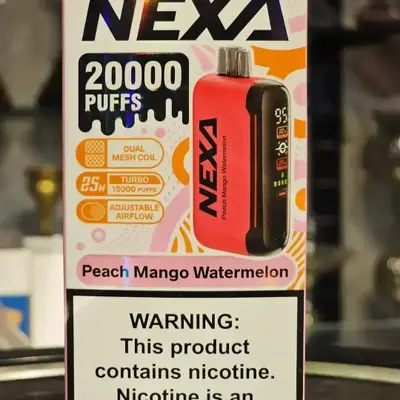 NEXA
20000
PUFFS
DUAL
MESH COIL
25W
TURBO
15000 PUFFS
ADJUSTABLE
AIRFLOW
NEXA
Peach Mango Watermelon
95
Peach Mango Watermelon
WARNING:
This product
contains nicotine.
Nicotine is an